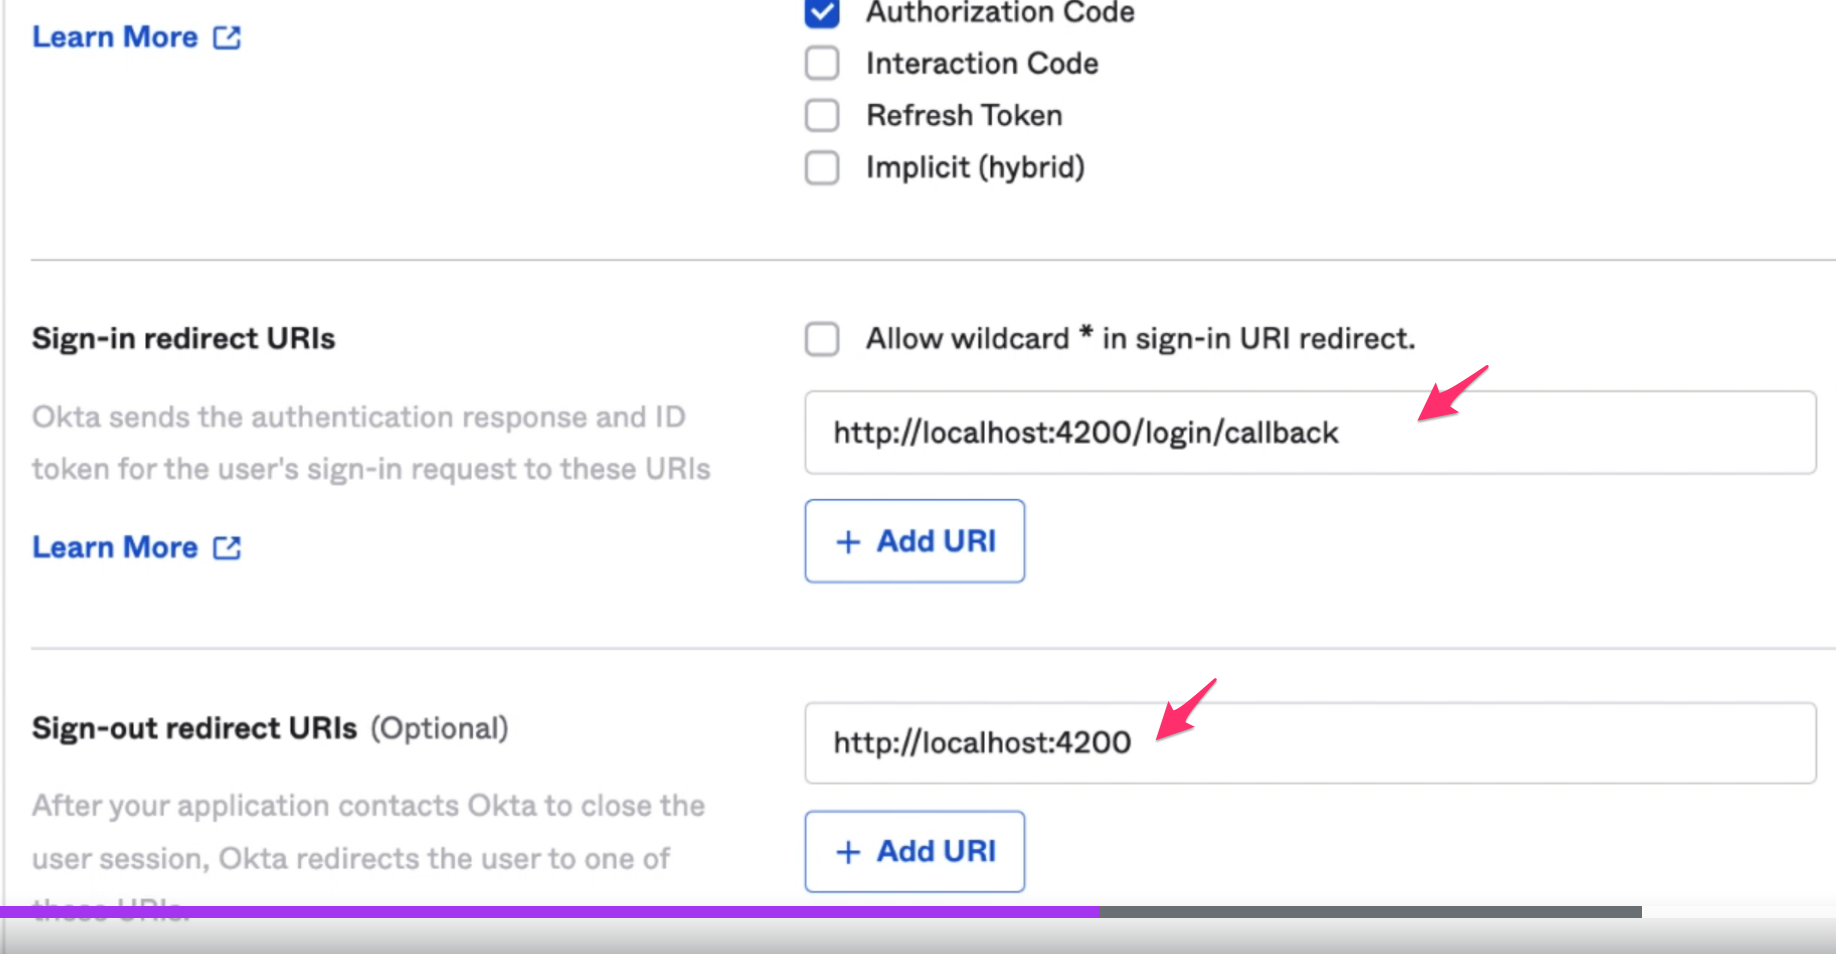 Learn More
Authorization Code
Interaction Code
Refresh Token
Implicit (hybrid)
Sign-in redirect URIs
Allow wildcard * in sign-in URI redirect.
Okta sends the authentication response and ID
token for the user's sign-in request to these URIs
http://localhost:4200/login/callback
Learn More
+ Add URI
Sign-out redirect URIs (Optional)
http://localhost:4200
After your application contacts Okta to close the
user session, Okta redirects the user to one of
these URIs.
+ Add URI